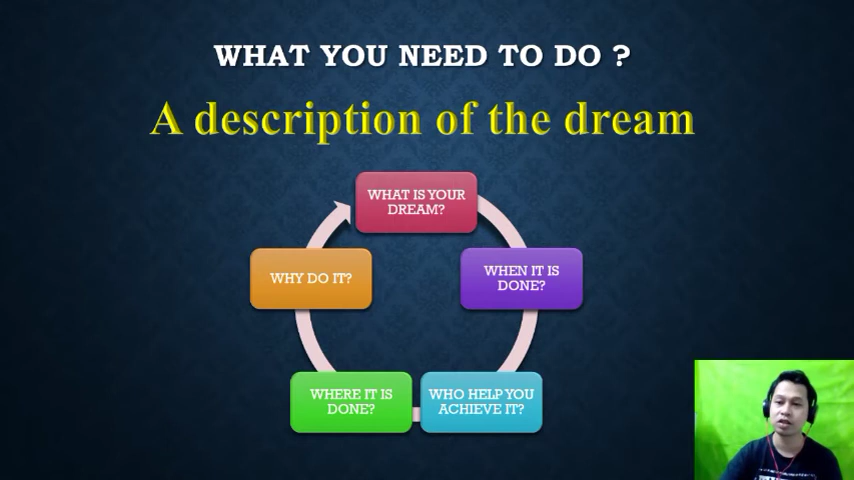 WHAT YOU NEED TO DO ?
A description of the dream
WHAT IS YOUR
DREAM?
WHEN IT IS
DONE?
WHO HELP YOU
ACHIEVE IT?
WHERE IT IS
DONE?
WHY DO IT?